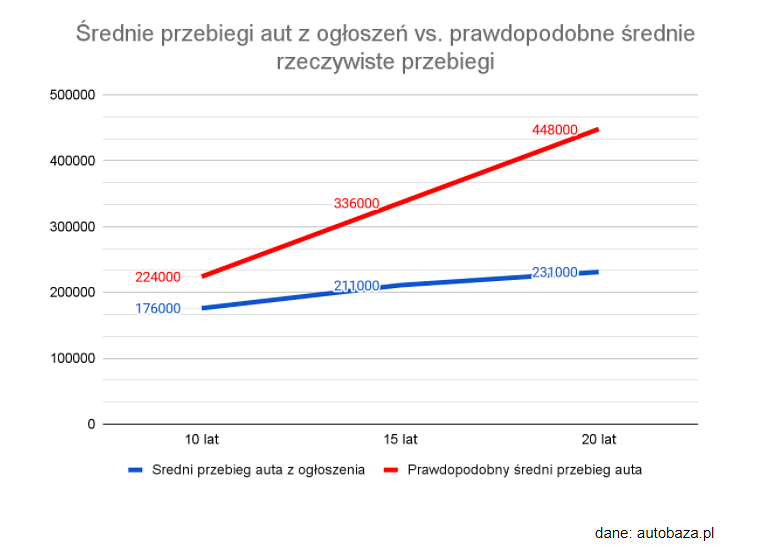 Średnie przebiegi aut z ogłoszeń vs. prawdopodobne średnie
rzeczywiste przebiegi
500000
400000
300000
200000
100000
0
448000
336000
224000
231000
211000
176000
10 lat
15 lat
20 lat
Sredni przebieg auta z ogłoszenia
Prawdopodobny średni przebieg auta
dane: autobaza.pl